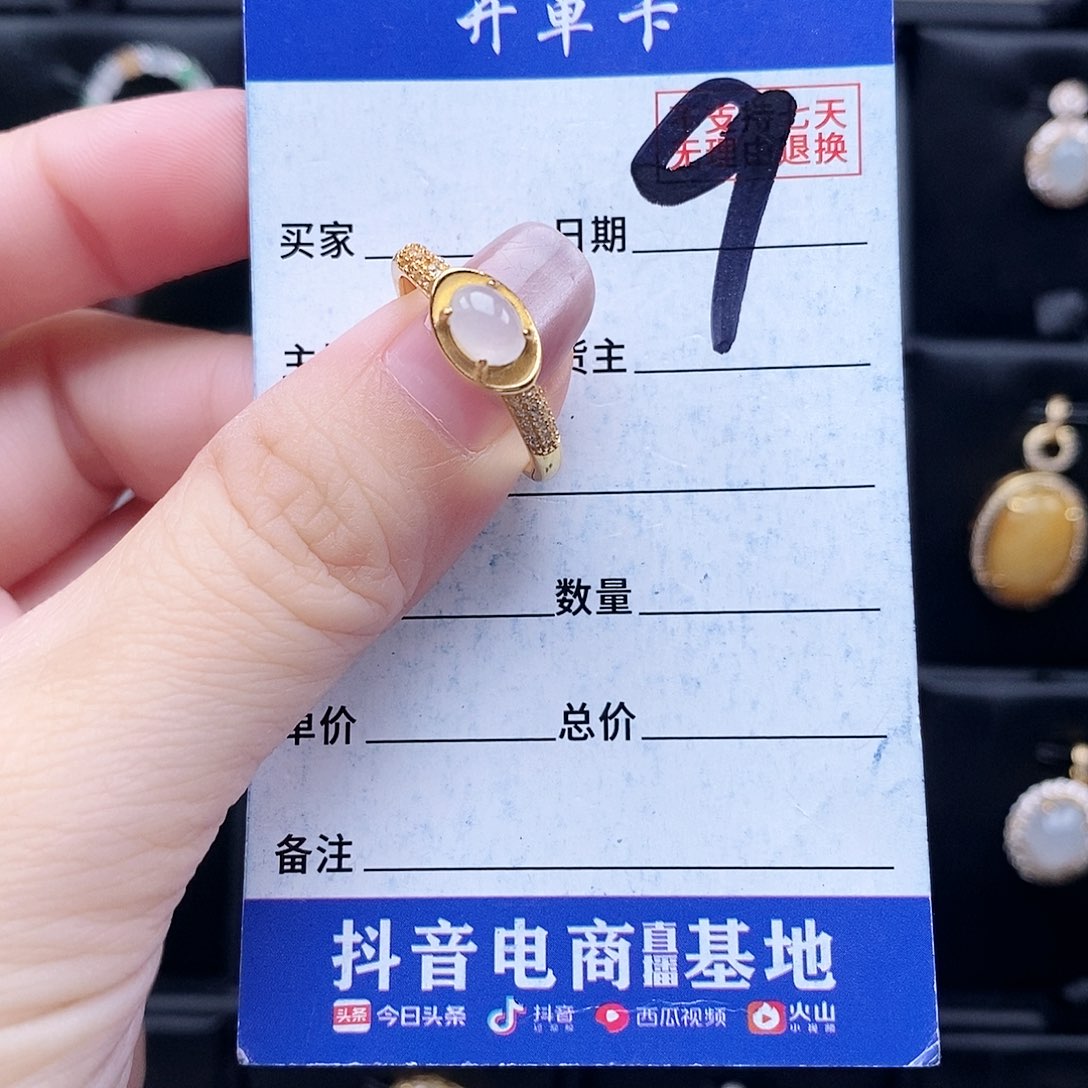 开单卡
9
支持七天
无理由退换
买家 日期
货主
数量
单价 总价
备注
抖音电商直播基地
今日头条 抖音 西瓜视频 火山